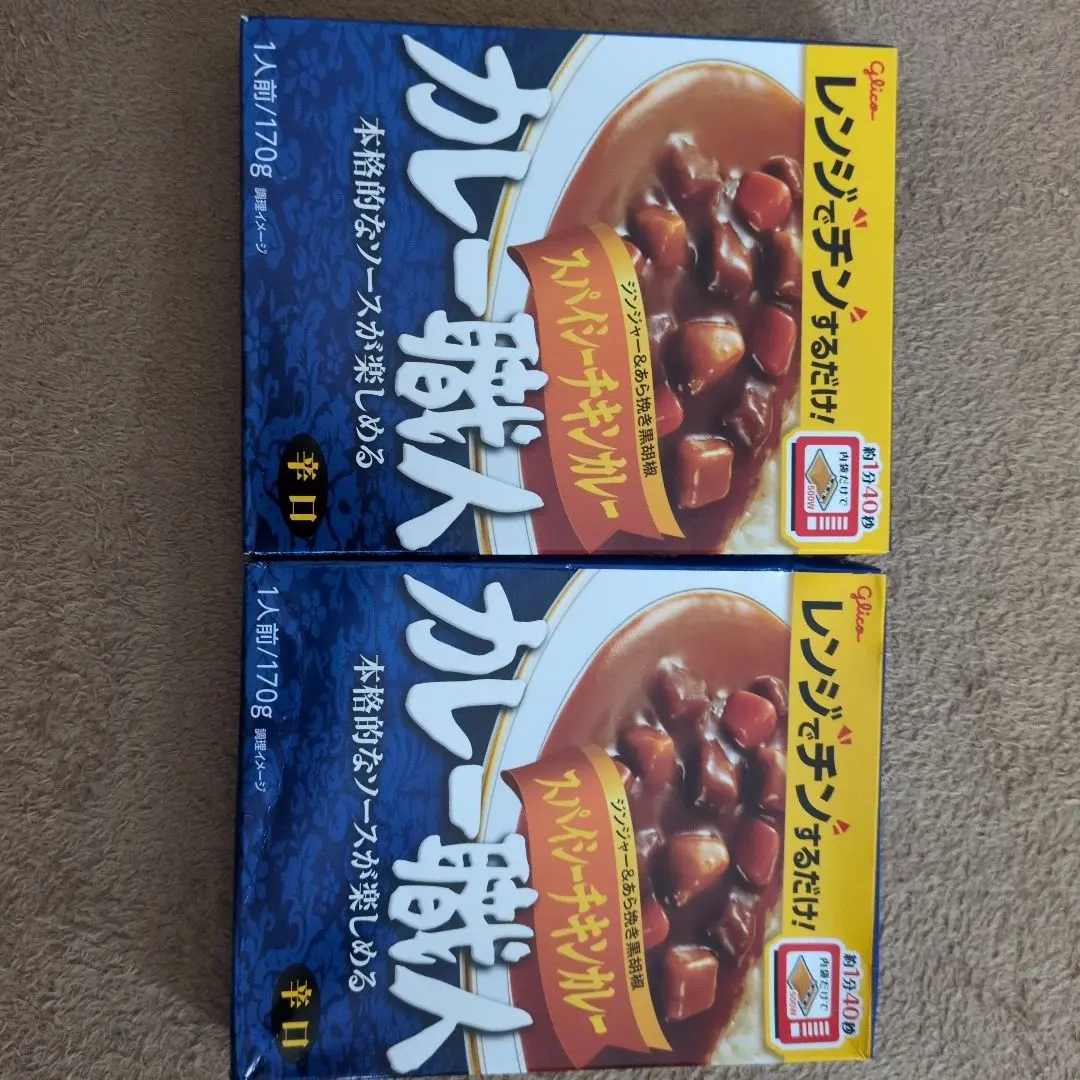 glico
レンジでチンするだけ!
約1分40秒
内袋だけで
500W
ジンジャー&あら挽き黒胡椒
スパイシーチキンカレー
カレー職人
本格的なソースが楽しめる
辛口
1人前/170g 調理イメージ
glico
レンジでチンするだけ!
約1分40秒
内袋だけで
500W
ジンジャー&あら挽き黒胡椒
スパイシーチキンカレー
カレー職人
本格的なソースが楽しめる
辛口
1人前/170g 調理イメージ